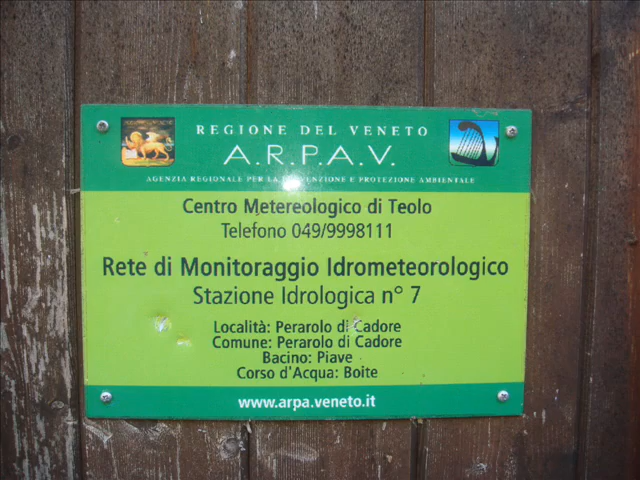 REGIONE DEL VENETO
A.R.P.A.V.
AGENZIA REGIONALE PER LA PREVENZIONE E PROTEZIONE AMBIENTALE
Centro Metereologico di Teolo
Telefono 049/9998111
Rete di Monitoraggio Idrometeorologico
Stazione Idrologica n° 7
Località: Perarolo di Cadore
Comune: Perarolo di Cadore
Bacino: Piave
Corso d'Acqua: Boite
www.arpa.veneto.it